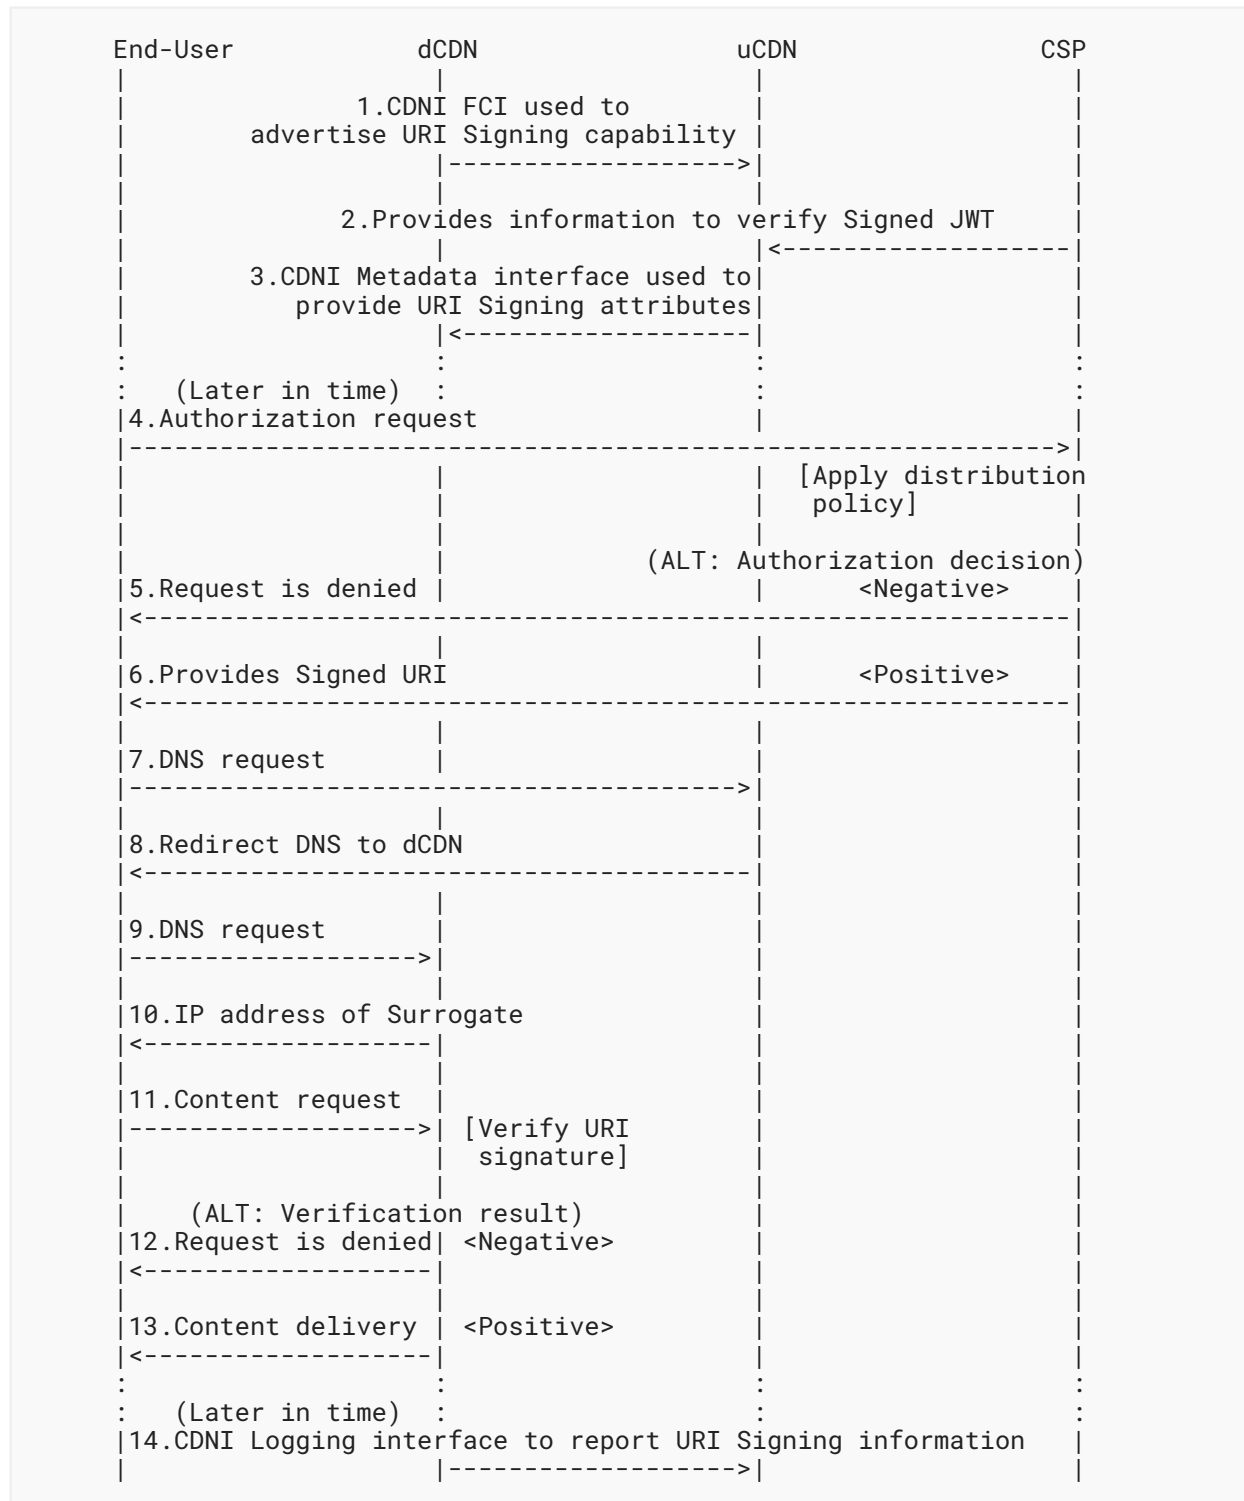 End-User dCDN uCDN CSP
| | | |
| 1.CDNI FCI used to | |
| advertise URI Signing capability | |
| |------------------->| |
| | | |
| 2.Provides information to verify Signed JWT |
| | |<-------------------|
| 3.CDNI Metadata interface used to| |
| provide URI Signing attributes| |
| |<-------------------| |
: : : :
: (Later in time) : : :
|4.Authorization request | |
|------------------------------------------------------------->|
| | | [Apply distribution
| | | policy] |
| | | |
| | (ALT: Authorization decision)
|5.Request is denied | | <Negative> |
|<-------------------------------------------------------------|
| | | |
|6.Provides Signed URI | <Positive> |
|<-------------------------------------------------------------|
| | | |
|7.DNS request | | |
|---------------------------------------->| |
| | | |
|8.Redirect DNS to dCDN | |
|<----------------------------------------| |
| | | |
|9.DNS request | | |
|------------------->| | |
| | | |
|10.IP address of Surrogate | |
|<-------------------| | |
| | | |
|11.Content request | | |
|------------------->| [Verify URI | |
| | signature] | |
| | | |
| (ALT: Verification result) | |
|12.Request is denied| <Negative> | |
|<-------------------| | |
| | | |
|13.Content delivery | <Positive> | |
|<-------------------| | |
: : : :
: (Later in time) : : :
|14.CDNI Logging interface to report URI Signing information |
| |------------------->| |